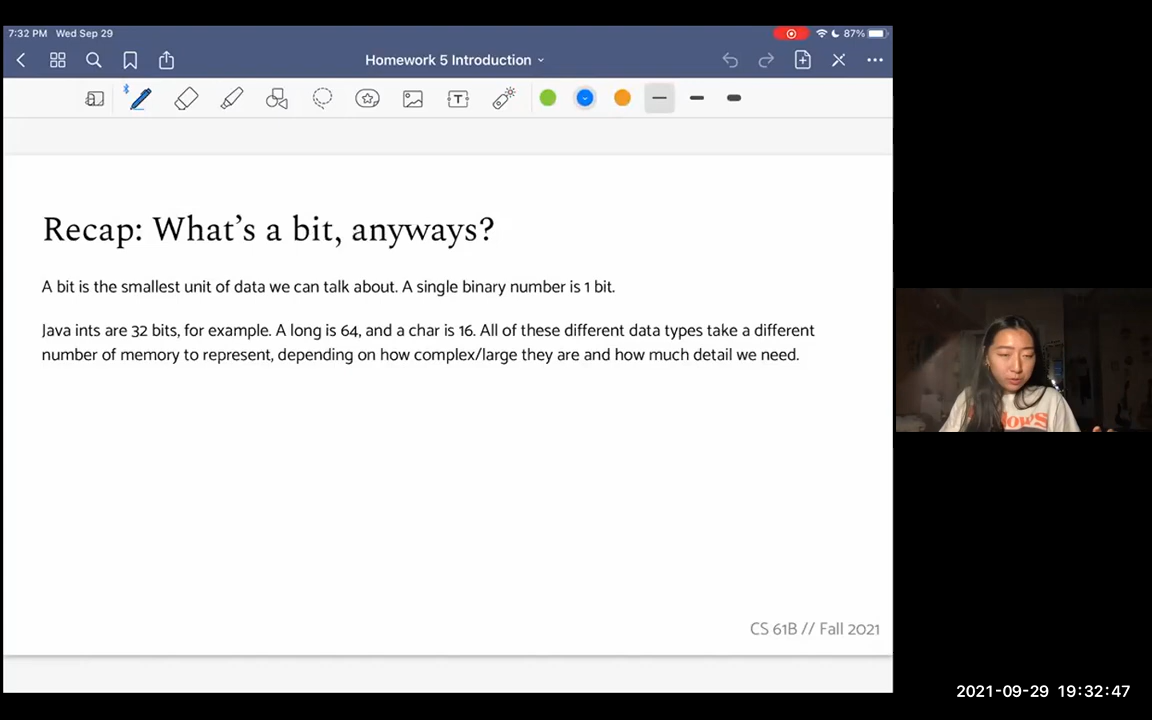 7:32 PM Wed Sep 29
87%
Homework 5 Introduction
T
Recap: What's a bit, anyways?
A bit is the smallest unit of data we can talk about. A single binary number is 1 bit.
Java ints are 32 bits, for example. A long is 64, and a char is 16. All of these different data types take a different
number of memory to represent, depending on how complex/large they are and how much detail we need.
CS 61B // Fall 2021
2021-09-29 19:32:47